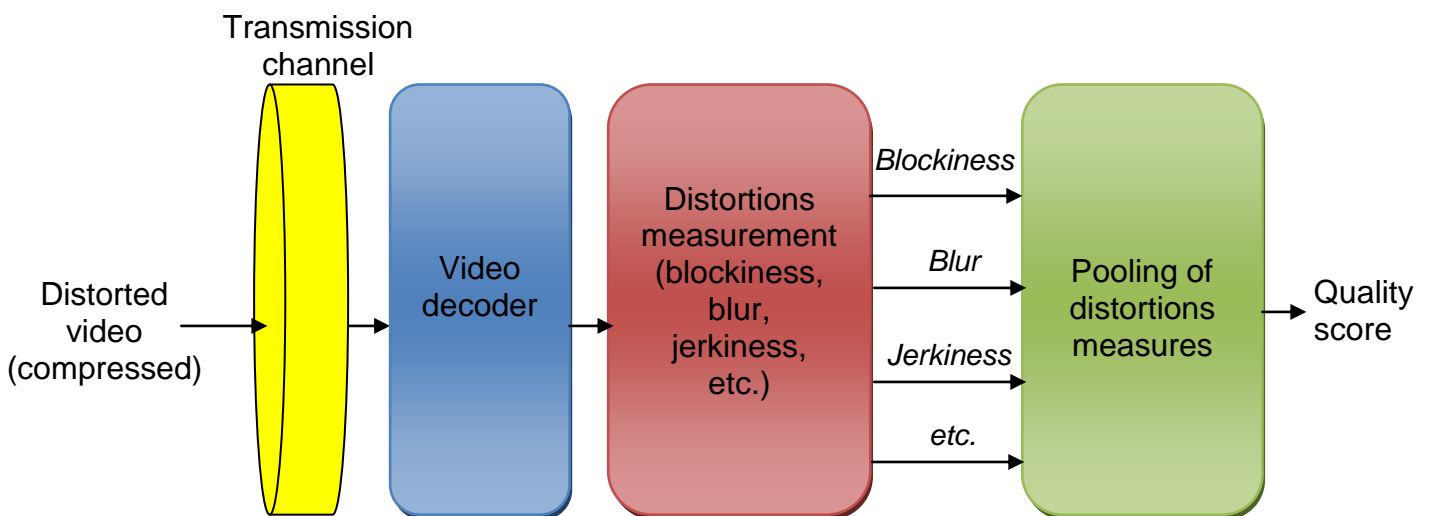 Transmission
channel
Distorted
video
(compressed)
Video
decoder
Distortions
measurement
(blockiness,
blur,
jerkiness,
etc.)
Blockiness
Blur
Jerkiness
etc.
Pooling of
distortions
measures
Quality
score